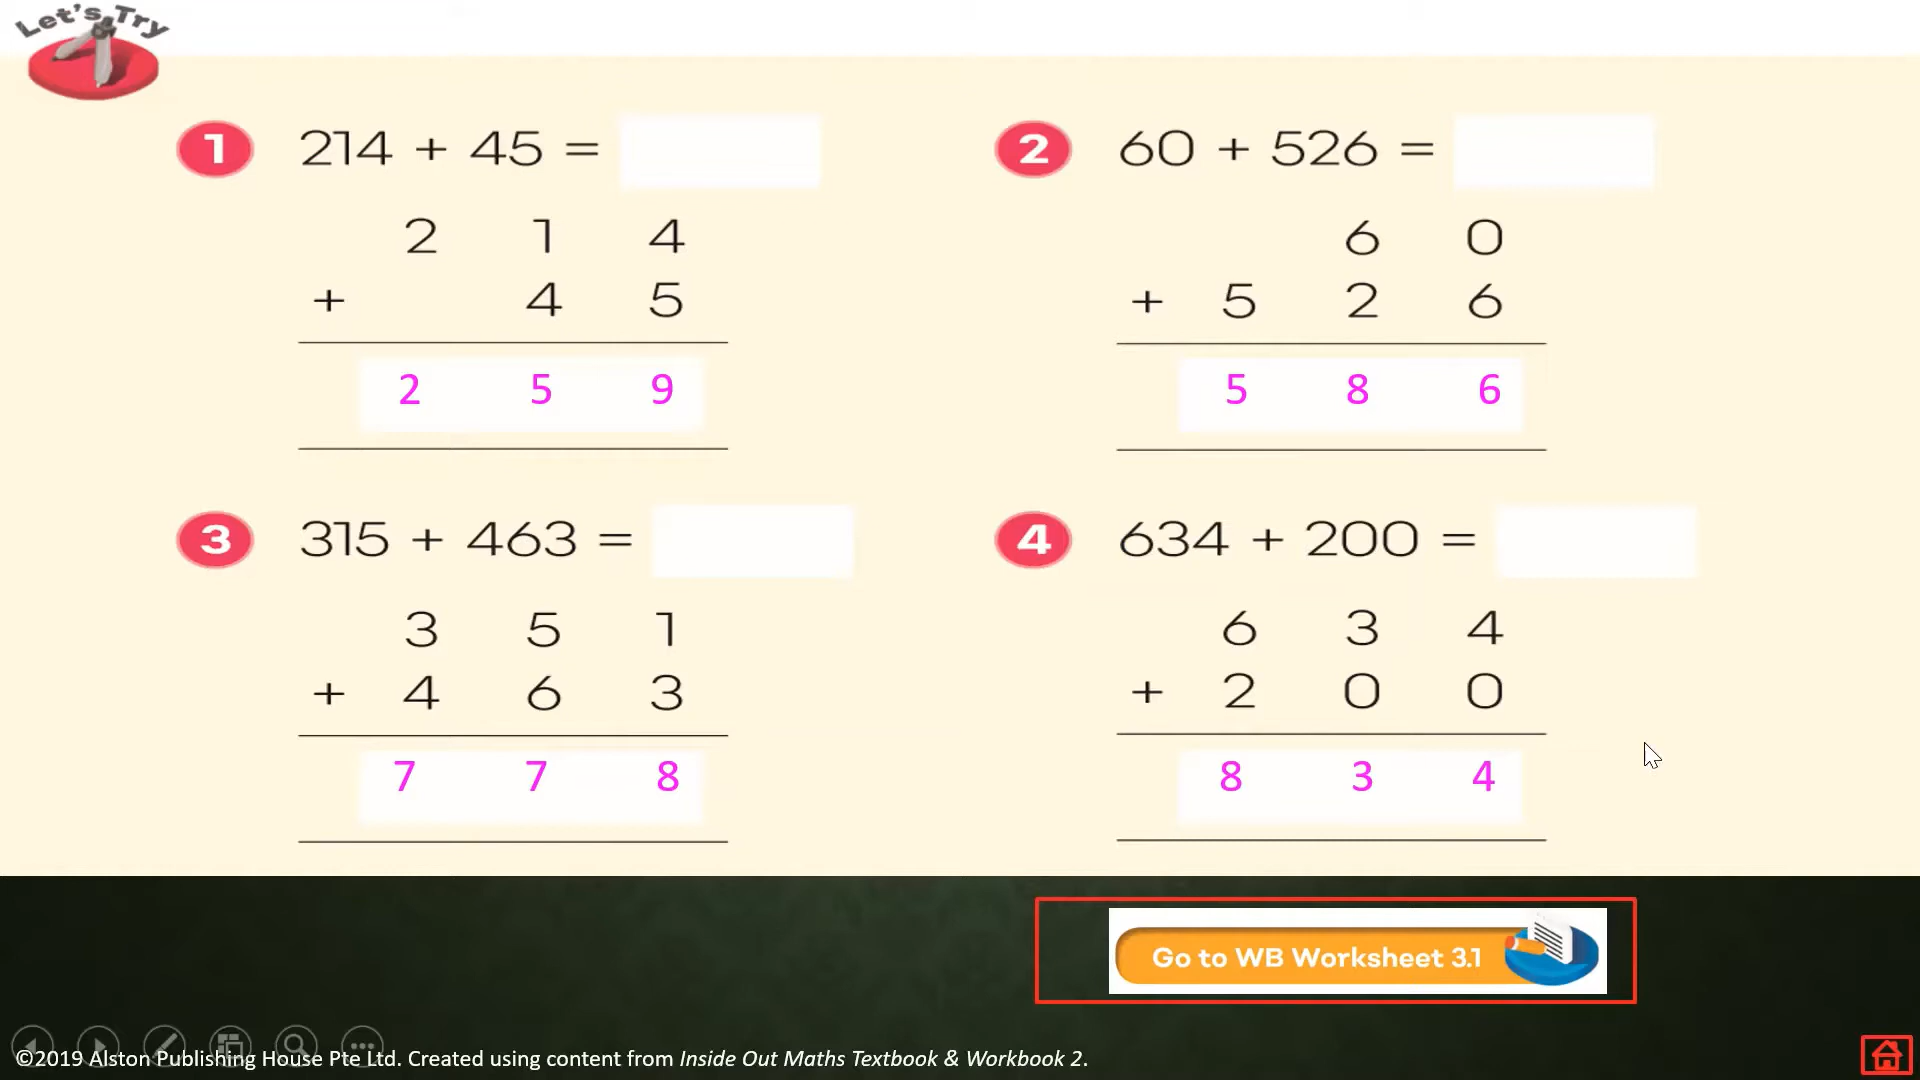 Let's Try
1 214 + 45 =
2 1 4
+ 4 5
2 5 9
2 60 + 526 =
6 0
+ 5 2 6
5 8 6
3 315 + 463 =
3 5 1
+ 4 6 3
7 7 8
4 634 + 200 =
6 3 4
+ 2 0 0
8 3 4
Go to WB Worksheet 3.1
©2019 Alston Publishing House Pte Ltd. Created using content from Inside Out Maths Textbook & Workbook 2.